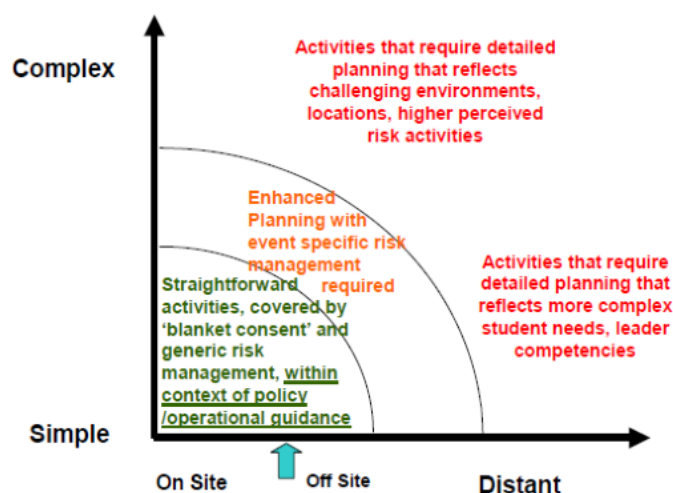 Complex
Activities that require detailed
planning that reflects
challenging environments,
locations, higher perceived
risk activities
Enhanced
Planning with
event specific risk
management
required
Straightforward
activities, covered by
‘blanket consent’ and
generic risk
management, within
context of policy
/operational guidance
Activities that require
detailed planning that
reflects more complex
student needs, leader
competencies
Simple
On Site
Off Site
Distant